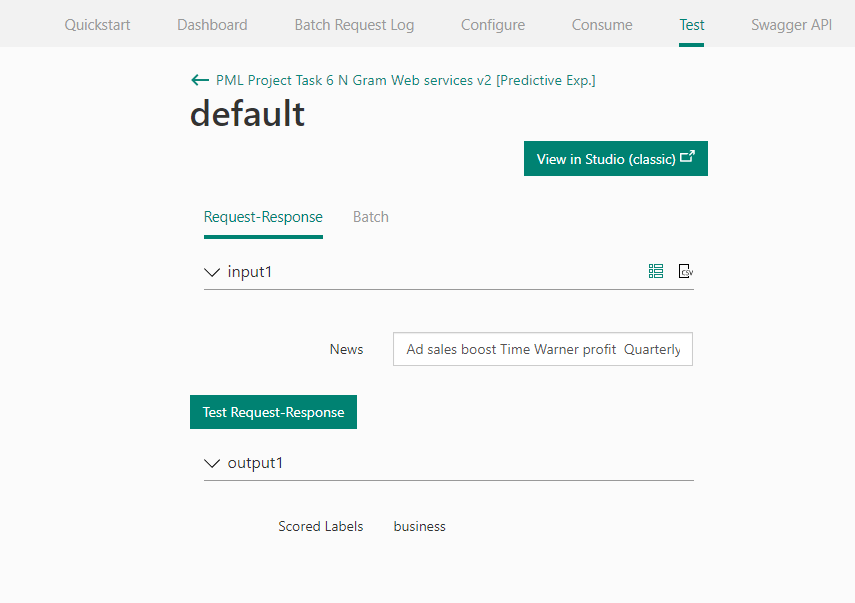 Quickstart Dashboard Batch Request Log Configure Consume Test Swagger API
PML Project Task 6 N Gram Web services v2 [Predictive Exp.]
default
View in Studio (classic)
Request-Response Batch
input1 CSV
News Ad sales boost Time Warner profit Quarterly
Test Request-Response
output1
Scored Labels business